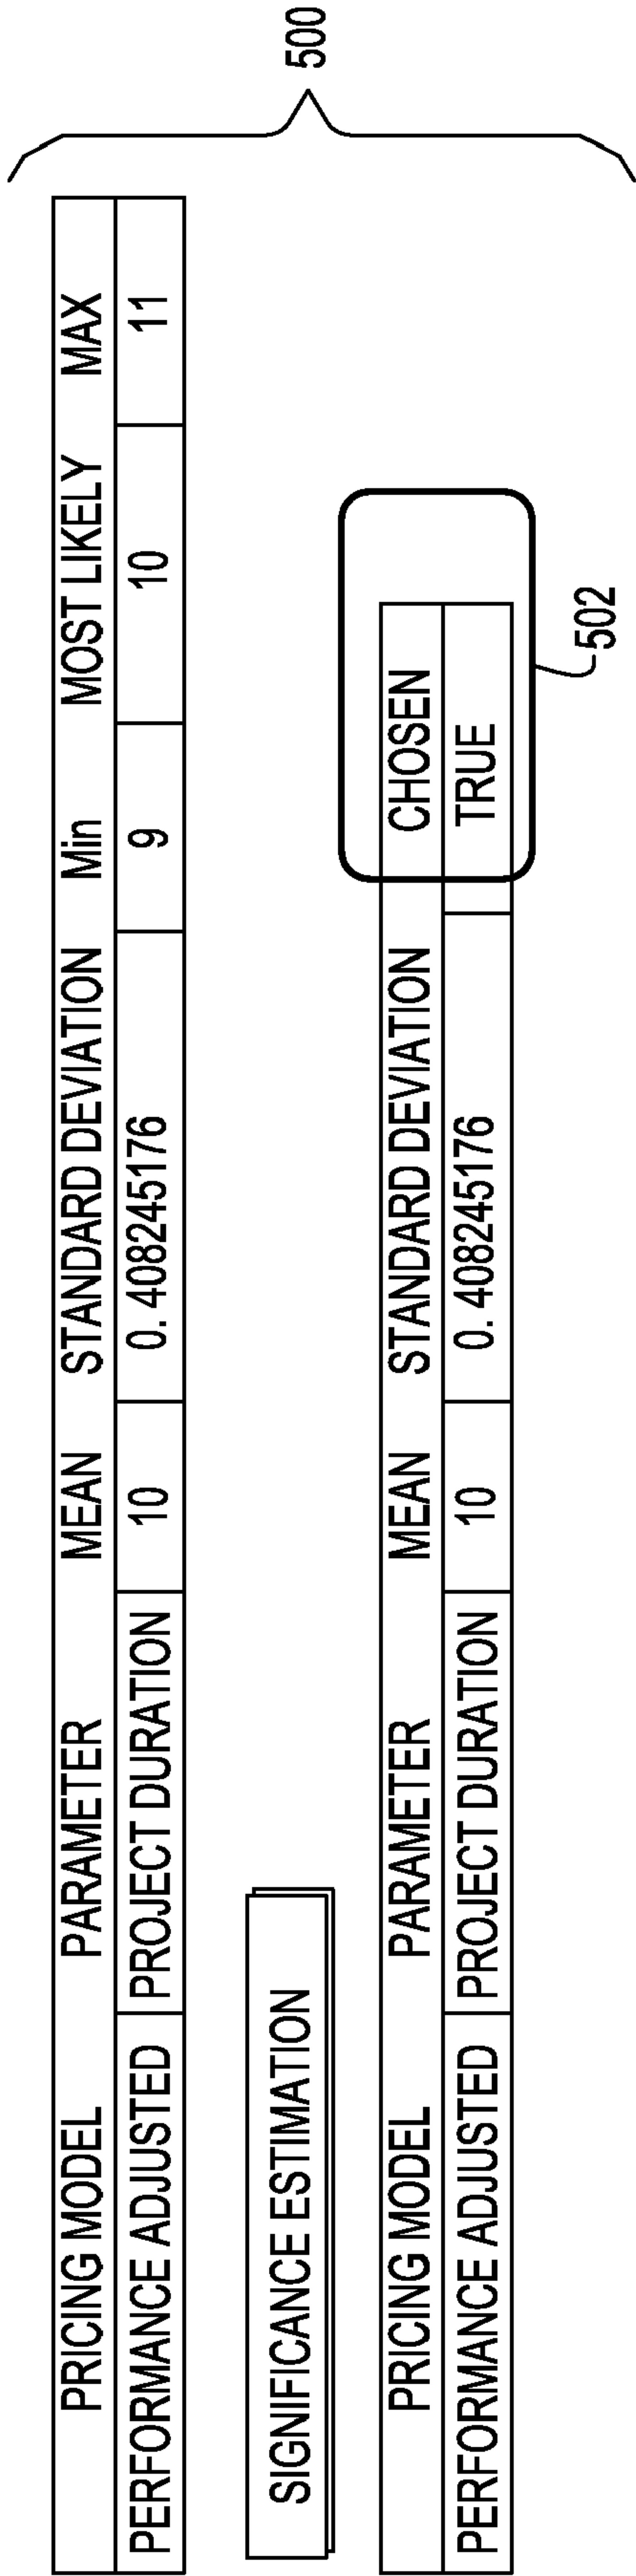 PRICING MODEL PARAMETER MEAN STANDARD DEVIATION Min MOST LIKELY MAX
PERFORMANCE ADJUSTED PROJECT DURATION 10 0. 408245176 9 10 11
500
SIGNIFICANCE ESTIMATION
PRICING MODEL PARAMETER MEAN STANDARD DEVIATION CHOSEN
PERFORMANCE ADJUSTED PROJECT DURATION 10 0. 408245176 TRUE
502